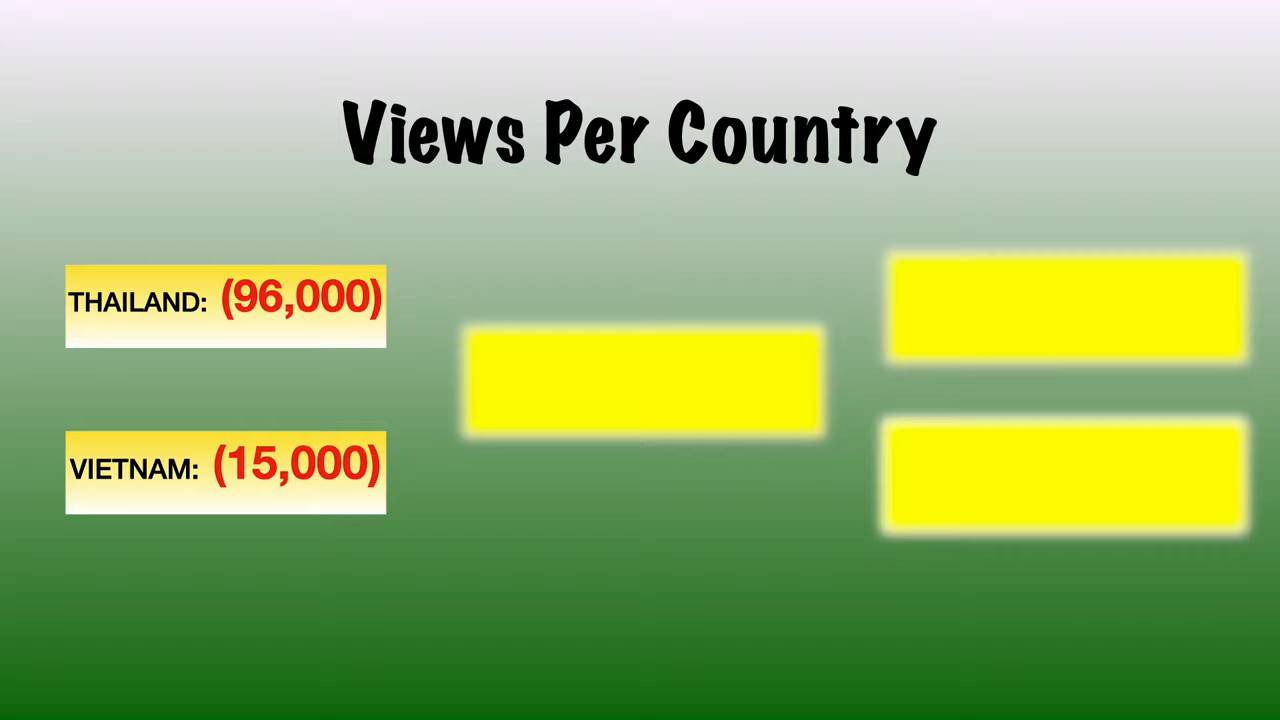 Views Per Country
THAILAND: (96,000)
VIETNAM: (15,000)